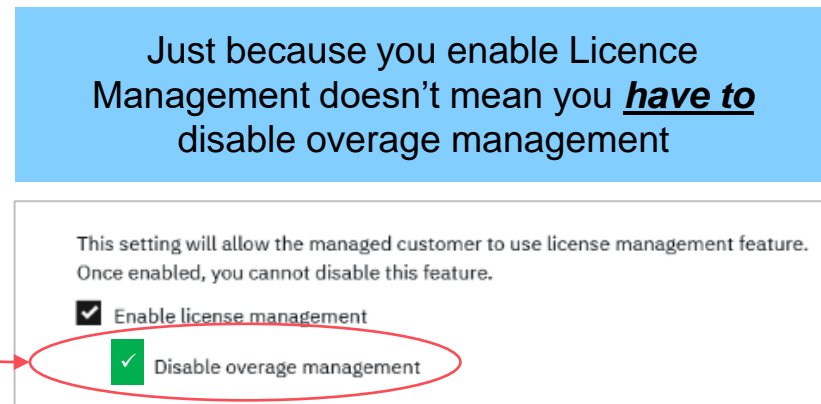 Just because you enable Licence
Management doesn’t mean you have to
disable overage management
This setting will allow the managed customer to use license management feature.
Once enabled, you cannot disable this feature.
Enable license management
Disable overage management